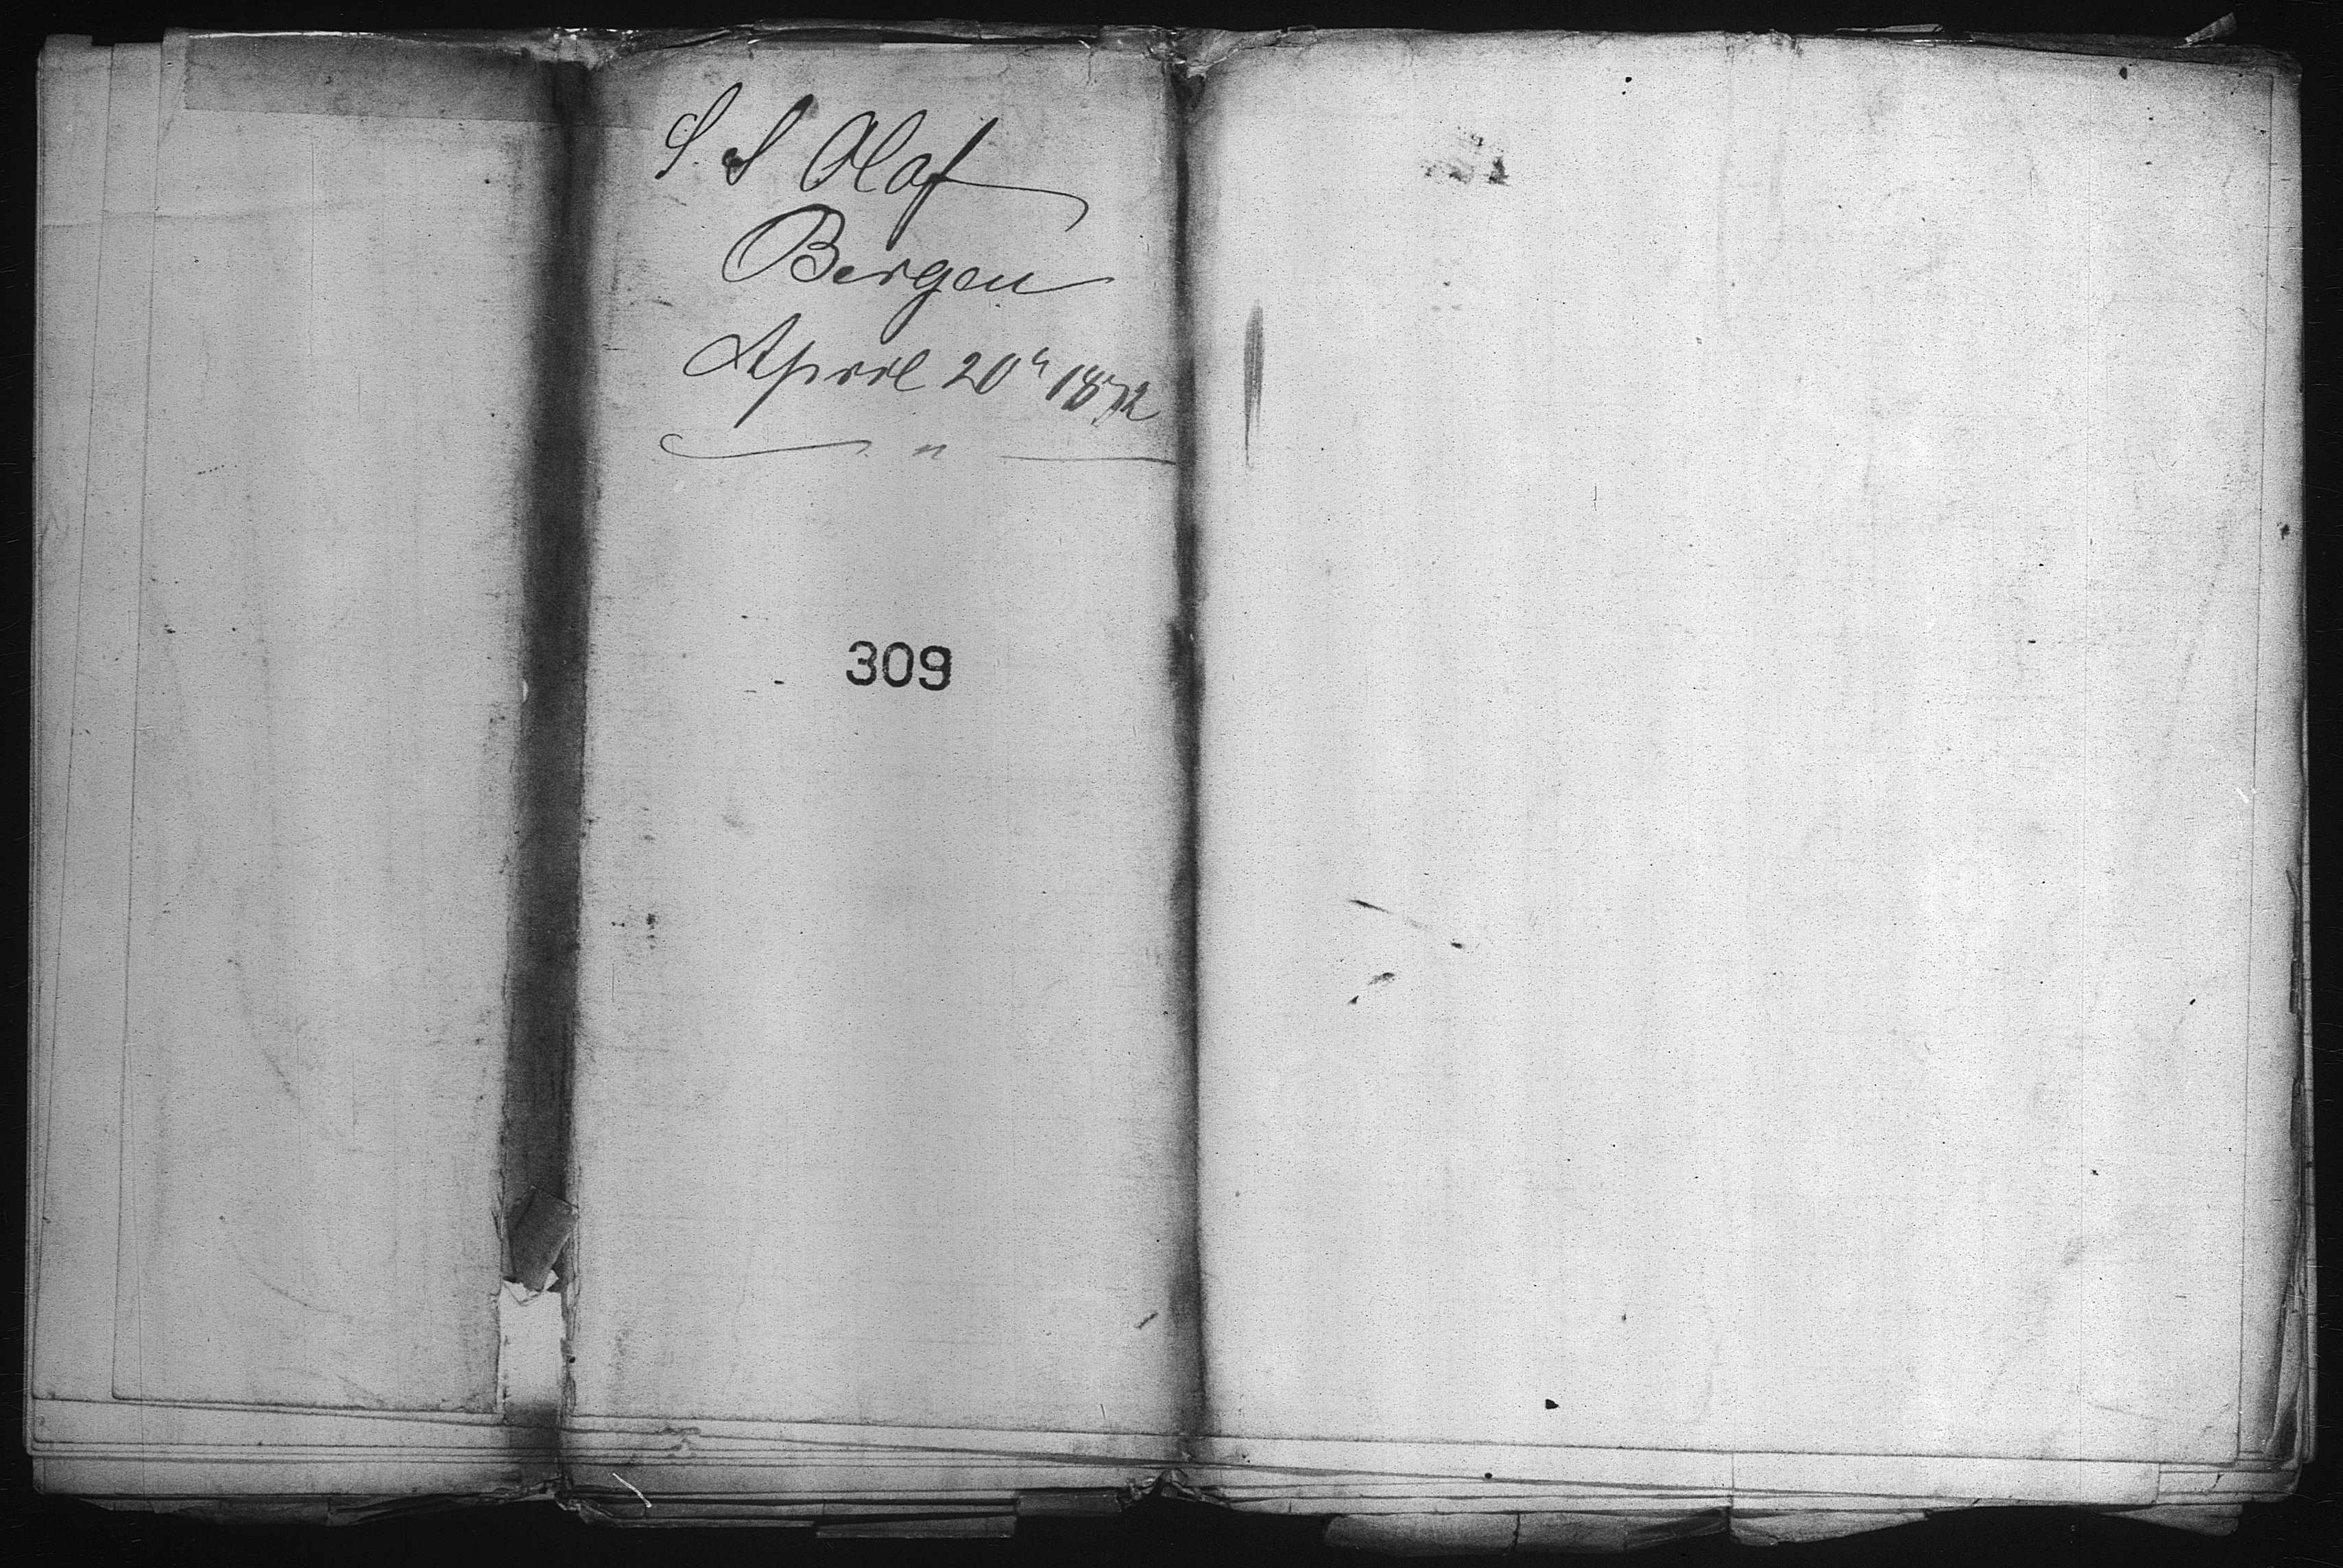 S. S Olaf
Bergen
April 20th 1872
"
309